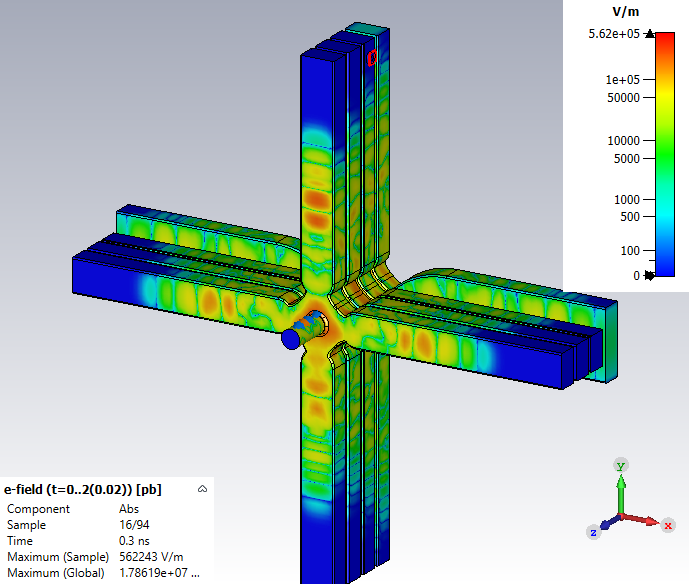 V/m
5.62e+05
1e+05
50000
10000
5000
1000
500
100
0
e-field (t=0..2(0.02)) [pb]
Component Abs
Sample 16/94
Time 0.3 ns
Maximum (Sample) 562243 V/m
Maximum (Global) 1.78619e+07 ...
y
x
z